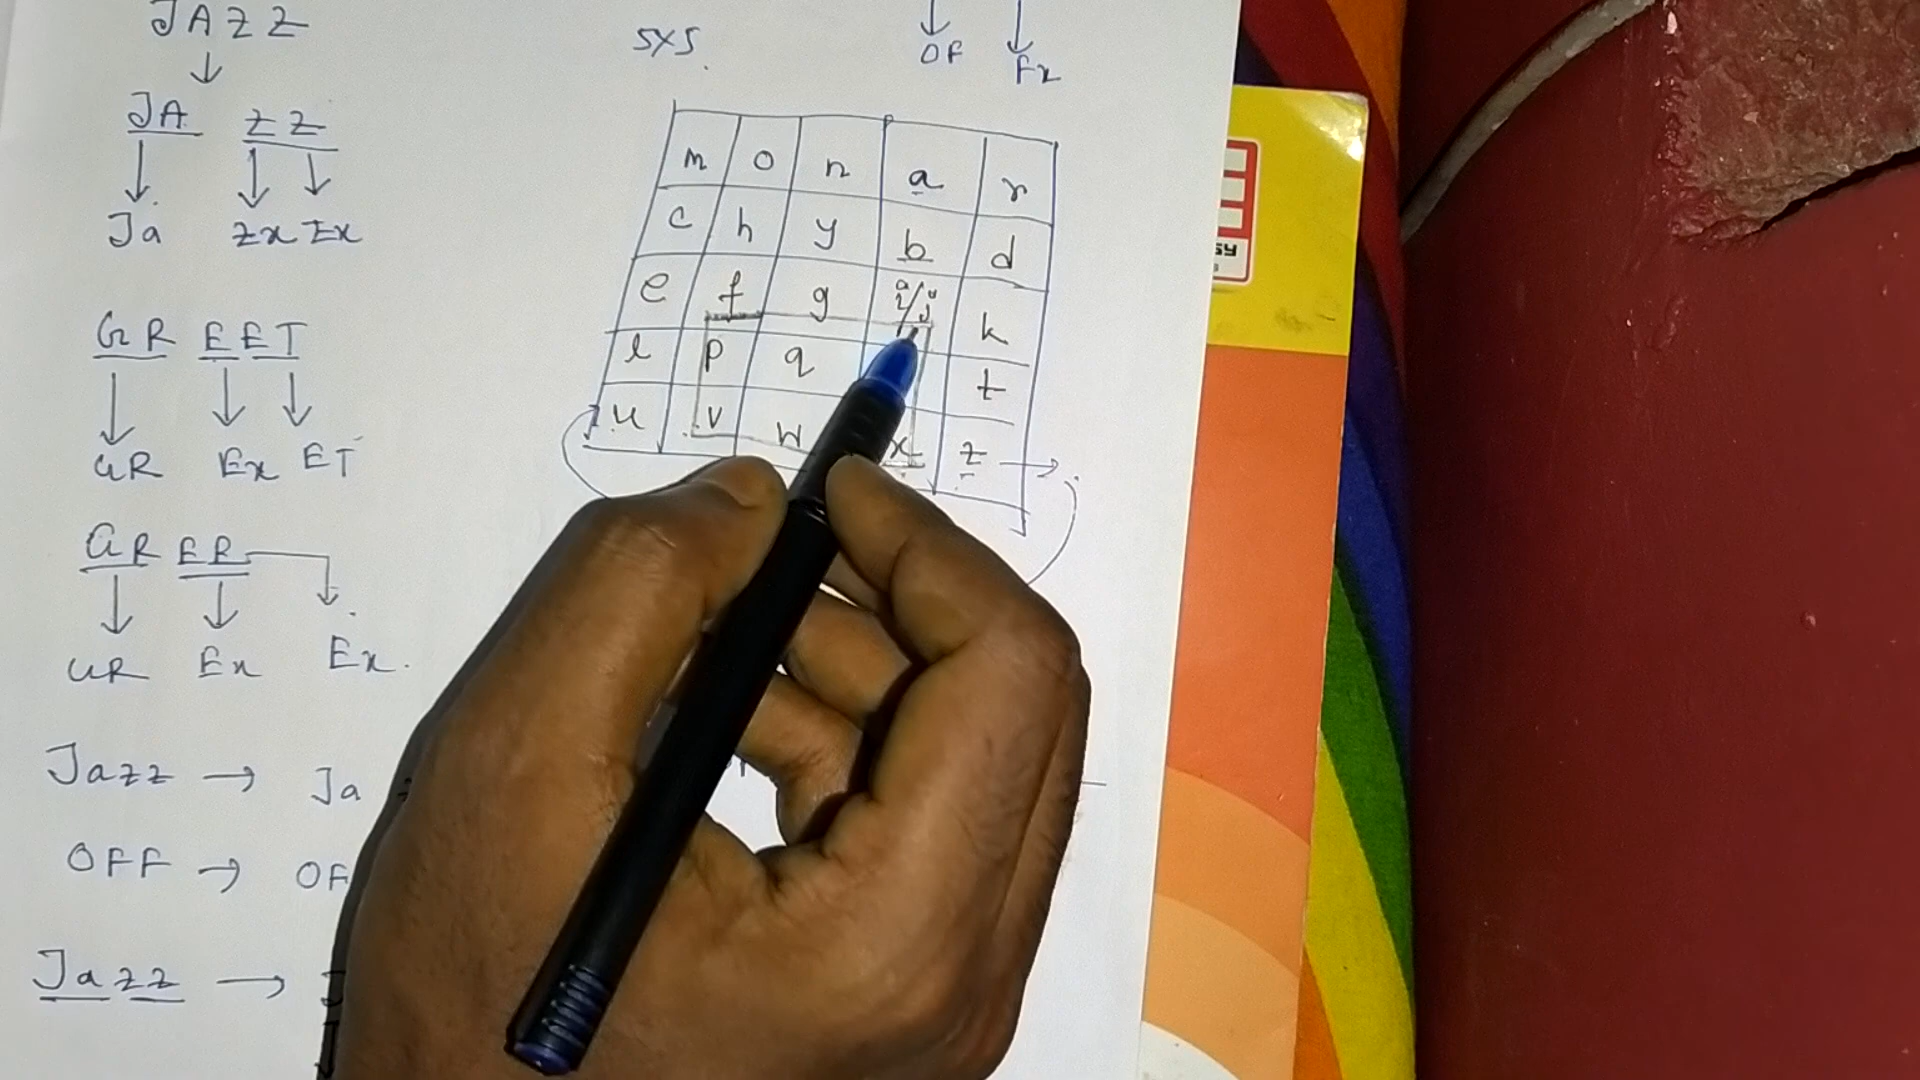 JAZZ
JA ZZ
Ja Zx Zx
GR EET
GR Ex ET
GR ER
GR Ex Ex.
Jazz → Ja
OFF → OF
Jazz → J
5x5.
OF Fx
m o n a r
c h y b d
e f g i/j k
l p q t
u v w x z →